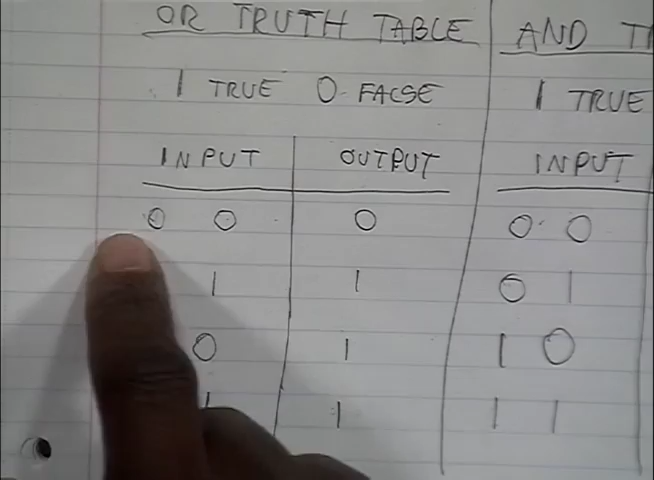 OR TRUTH TABLE
1 TRUE 0 FALSE
INPUT OUTPUT
0 0 0
1 1
0 1
1 1
AND
1 TRUE
INPUT
0 0
0 1
1 0
1 1